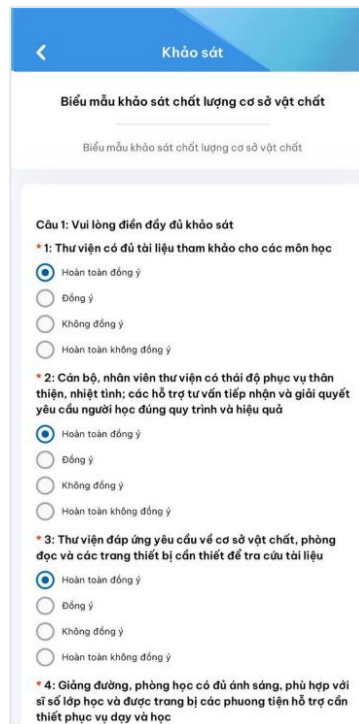 Khảo sát
Biểu mẫu khảo sát chất lượng cơ sở vật chất
Biểu mẫu khảo sát chất lượng cơ sở vật chất
Câu 1: Vui lòng điền đầy đủ khảo sát
* 1: Thư viện có đủ tài liệu tham khảo cho các môn học
Hoàn toàn đồng ý
Đồng ý
Không đồng ý
Hoàn toàn không đồng ý
* 2: Cán bộ, nhân viên thư viện có thái độ phục vụ thân
thiện, nhiệt tình; các hỗ trợ tư vấn tiếp nhận và giải quyết
yêu cầu người học đúng quy trình và hiệu quả
Hoàn toàn đồng ý
Đồng ý
Không đồng ý
Hoàn toàn không đồng ý
* 3: Thư viện đáp ứng yêu cầu về cơ sở vật chất, phòng
đọc và các trang thiết bị cần thiết để tra cứu tài liệu
Hoàn toàn đồng ý
Đồng ý
Không đồng ý
Hoàn toàn không đồng ý
* 4: Giảng đường, phòng học có đủ ánh sáng, phù hợp với
sĩ số lớp học và được trang bị các phuong tiện hỗ trợ cần
thiết phục vụ dạy và học